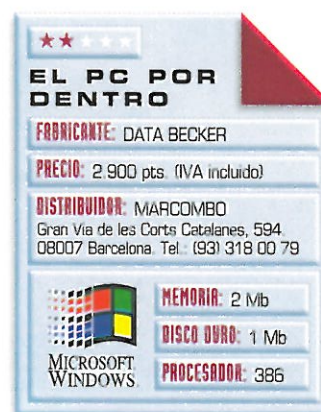 EL PC POR
DENTRO
FABRICANTE: DATA BECKER
PRECIO: 2.900 pts. (IVA incluido)
DISTRIBUIDOR: MARCOMBO
Gran Via de les Corts Catalanes, 594.
08007 Barcelona. Tel.: (93) 318 00 79
MICROSOFT
WINDOWS
MEMORIA: 2 Mb
DISCO DURO: 1 Mb
PROCESADOR: 386